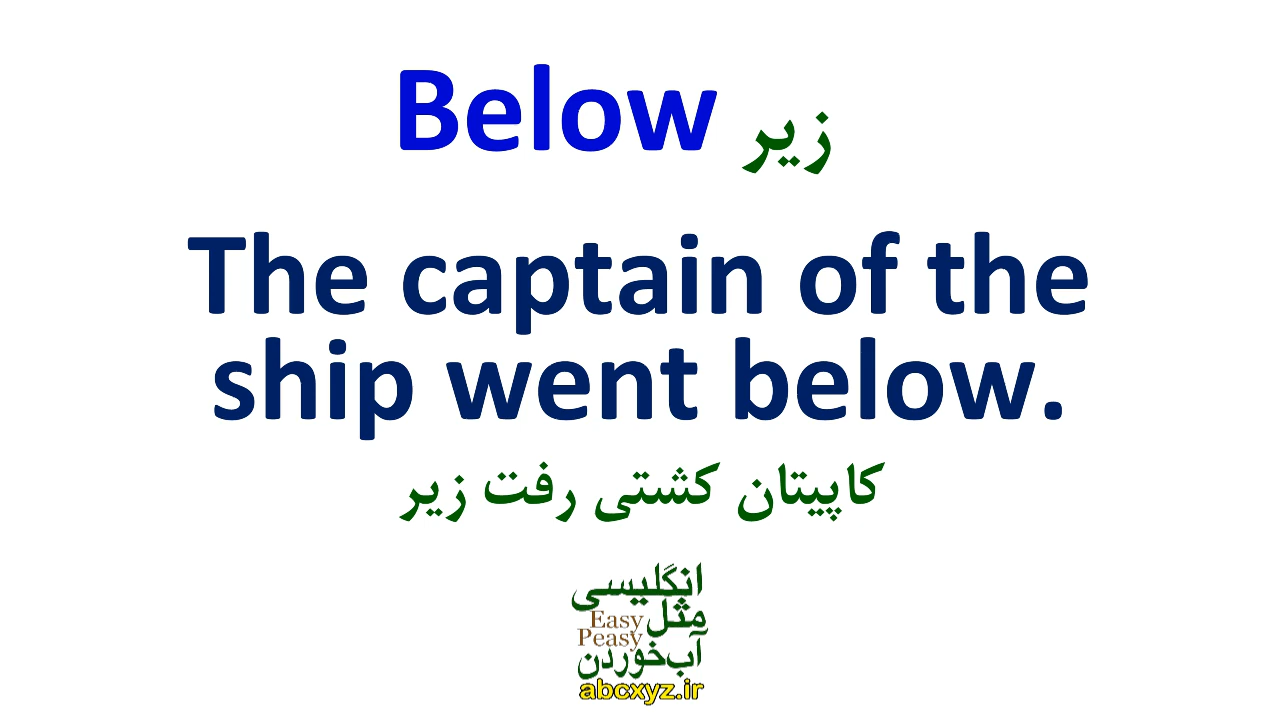 Below زیر
The captain of the
ship went below.
کاپیتان کشتی رفت زیر
انگلیسی
مثل Easy
Peasy
آب‌خوردن
abcxyz.ir